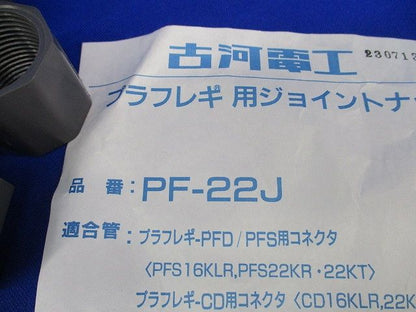 230713
古河電工
プラフレキ®用ジョイントナ
品番:PF-22J
適合管:プラフレキ-PFD/PFS用コネクタ
〈PFS16KLR,PFS22KR・22KT〉
プラフレキ-CD用コネクタ〈CD16KLR,22K